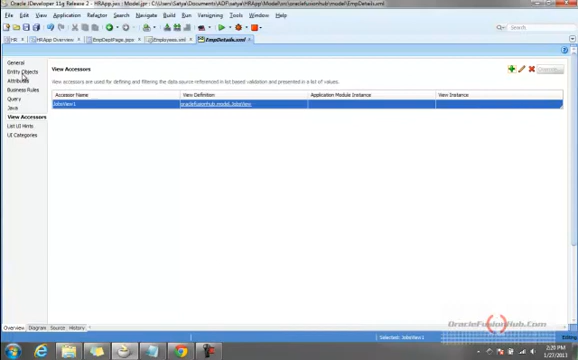 Oracle JDeveloper 11g - HRApp.jws : Model.jpr : C:\Users\Satya\Documents\ADF\satya\HRApp\Model\src\oraclefusionhub\model\EmpDetails.xml
File Edit View Application Refactor Search Navigate Build Run Versioning Tools Window Help
HR HRApp Overview EmpDeptPage.jspx Employees.xml EmpDetails.xml
General
Entity Objects
Attributes
Business Rules
Query
Java
View Accessors
List UI Hints
UI Categories
View Accessors
View accessors are used for defining and filtering the data source referenced in list based validation and presented in a list of values.
Accessor Name View Definition Application Module Instance View Instance
JobsView1 oraclefusionhub.model.JobsView
OracleFusionHub.Com
Overview Diagram Source History
Selected: JobsView1 Editing
2:29 PM
1/27/2011